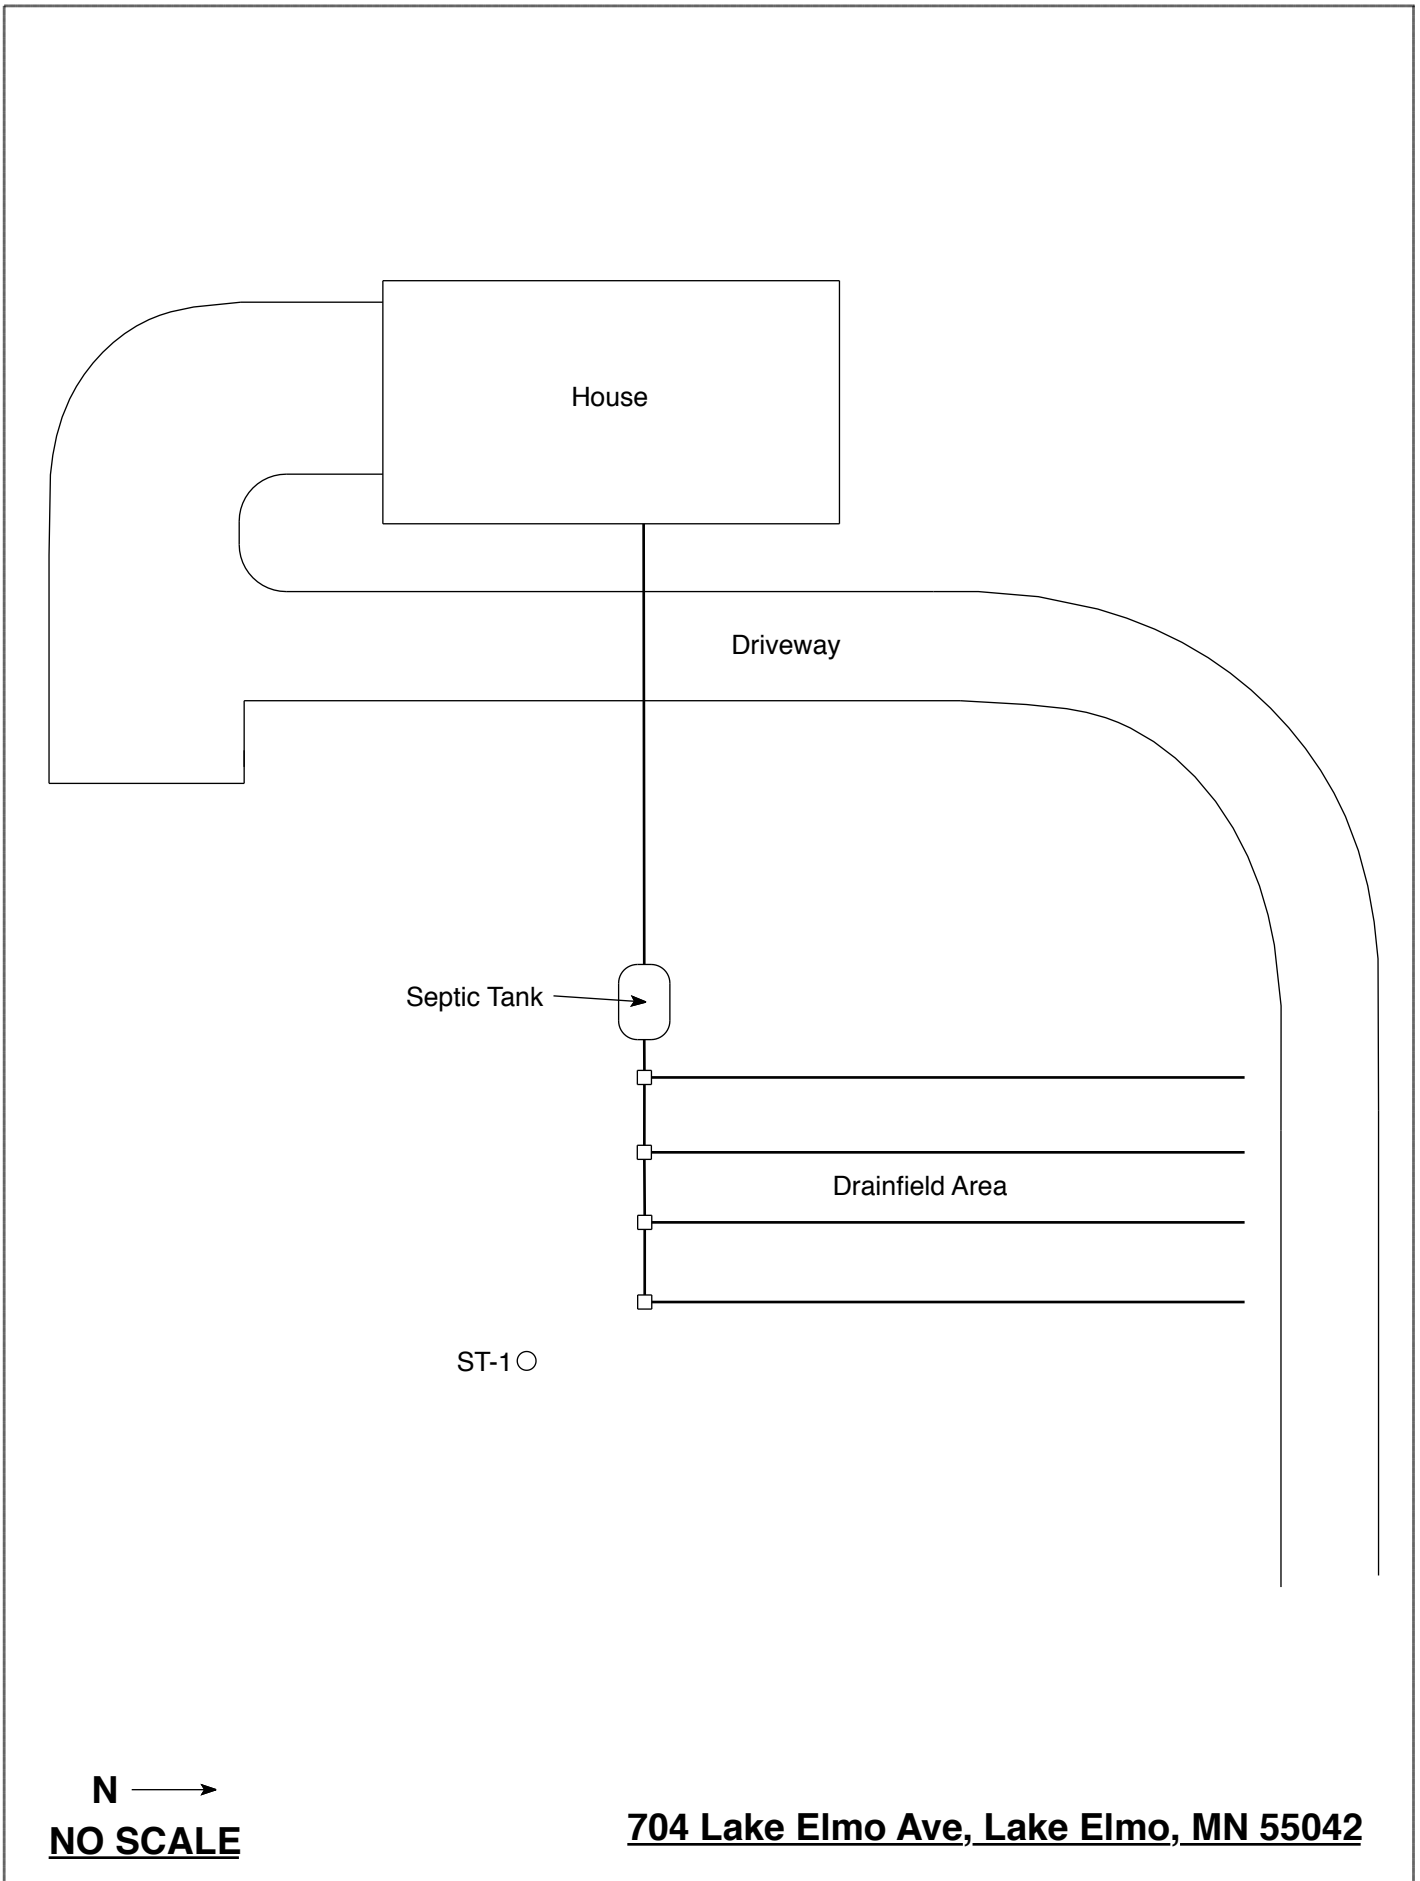 House
Driveway
Septic Tank
Drainfield Area
ST-1
N
NO SCALE
704 Lake Elmo Ave, Lake Elmo, MN 55042